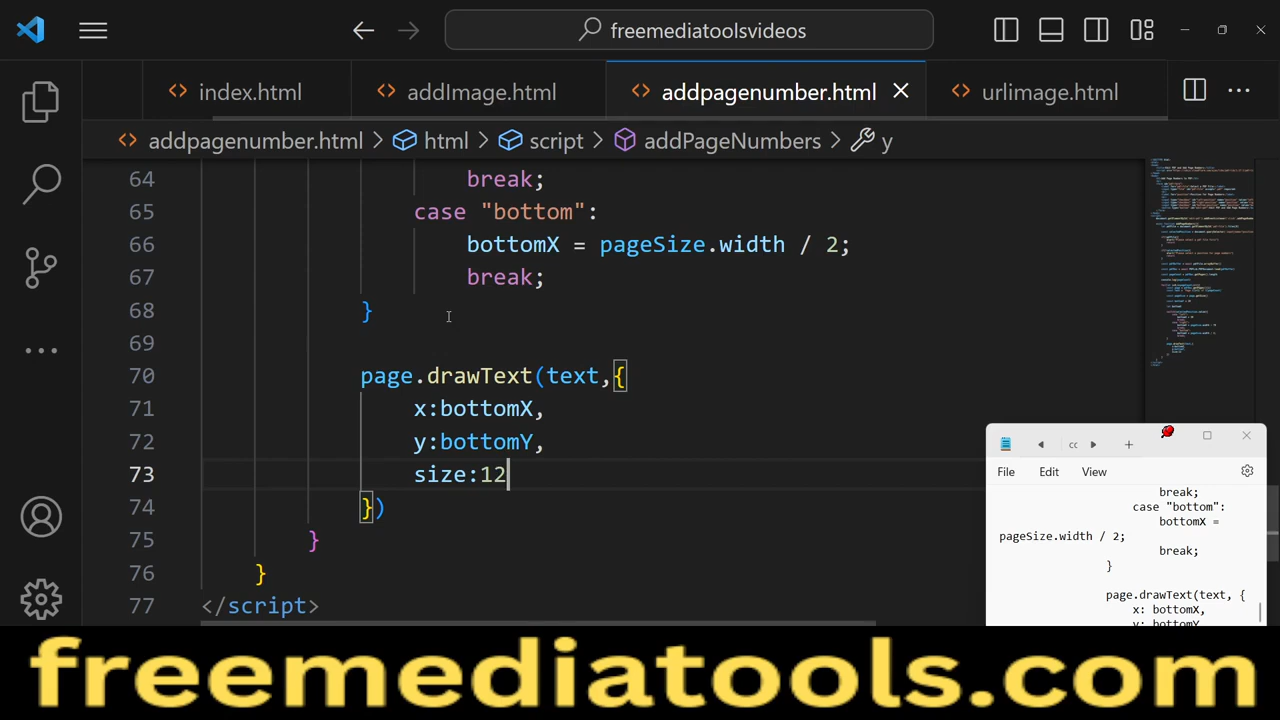 freemediatoolsvideos
index.html
addImage.html
addpagenumber.html
urlimage.html
addpagenumber.html > html > script > addPageNumbers > y
64 break;
65 case "bottom":
66 bottomX = pageSize.width / 2;
67 break;
68 }
69
70 page.drawText(text,{
71 x:bottomX,
72 y:bottomY,
73 size:12
74 })
75 }
76 }
77 </script>
cc
File Edit View
break;
case "bottom":
bottomX =
pageSize.width / 2;
break;
}
page.drawText(text, {
x: bottomX,
y: bottomY,
freemediatools.com